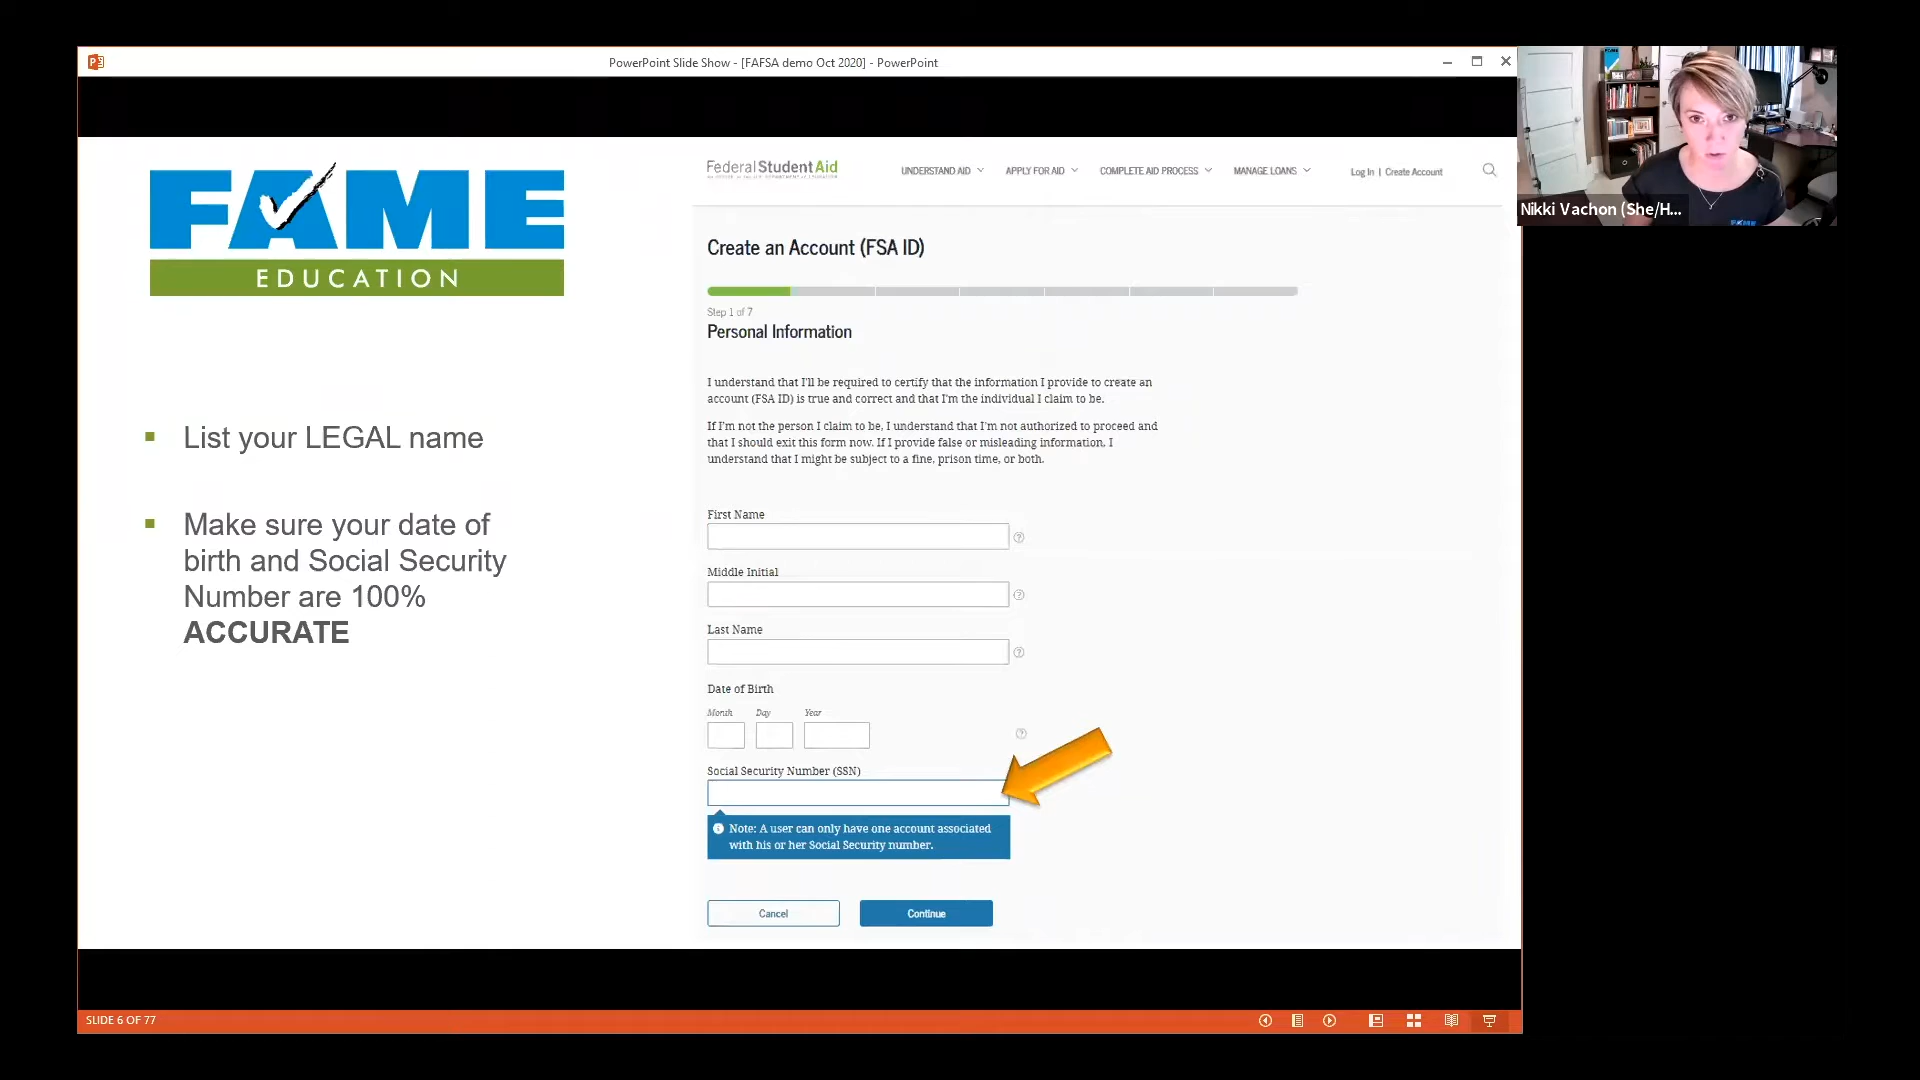 PowerPoint Slide Show - [FAFSA demo Oct 2020] - PowerPoint
FAME
EDUCATION
List your LEGAL name
Make sure your date of
birth and Social Security
Number are 100%
ACCURATE
Federal Student Aid
UNDERSTAND AID
APPLY FOR AID
COMPLETE AID PROCESS
MANAGE LOANS
Log In | Create Account
Create an Account (FSA ID)
Step 1 of 7
Personal Information
I understand that I'll be required to certify that the information I provide to create an
account (FSA ID) is true and correct and that I'm the individual I claim to be.
If I'm not the person I claim to be, I understand that I'm not authorized to proceed and
that I should exit this form now. If I provide false or misleading information, I
understand that I might be subject to a fine, prison time, or both.
First Name
Middle Initial
Last Name
Date of Birth
Month Day Year
Social Security Number (SSN)
Note: A user can only have one account associated
with his or her Social Security number.
Cancel
Continue
Nikki Vachon (She/H...
SLIDE 6 OF 77